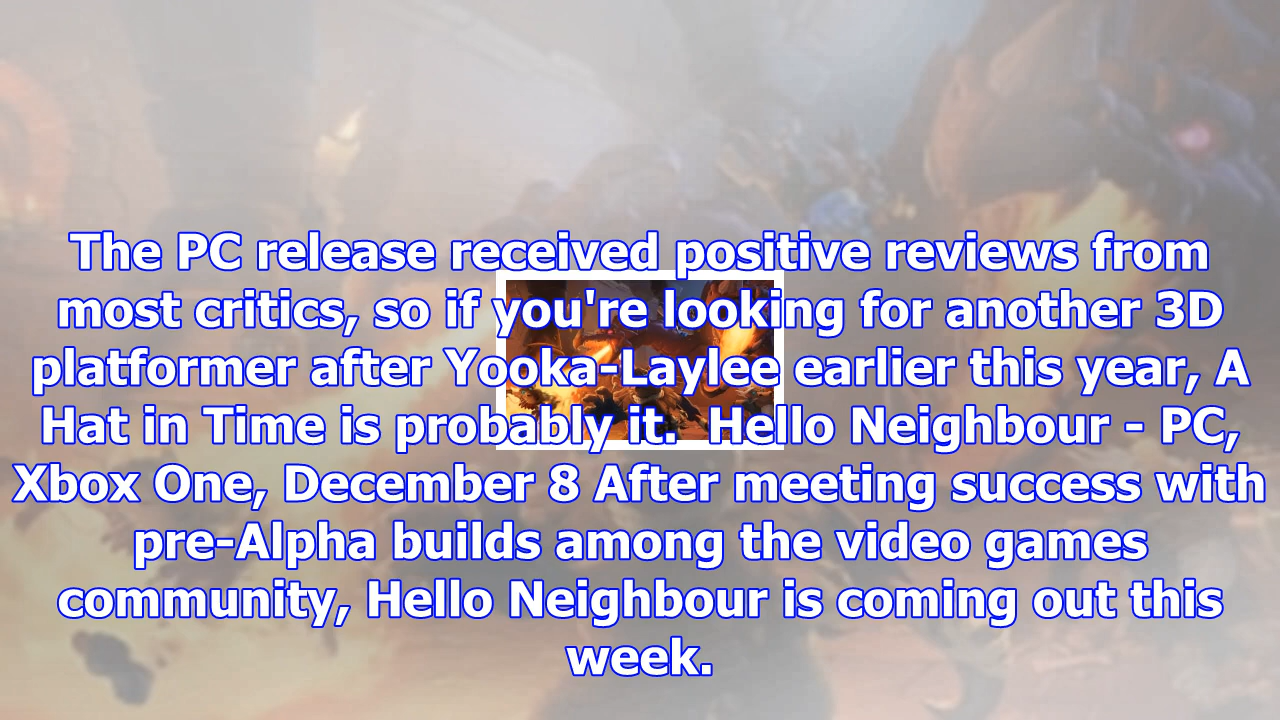 The PC release received positive reviews from
most critics, so if you're looking for another 3D
platformer after Yooka-Laylee earlier this year, A
Hat in Time is probably it.  Hello Neighbour - PC,
Xbox One, December 8 After meeting success with
pre-Alpha builds among the video games
community, Hello Neighbour is coming out this
week.